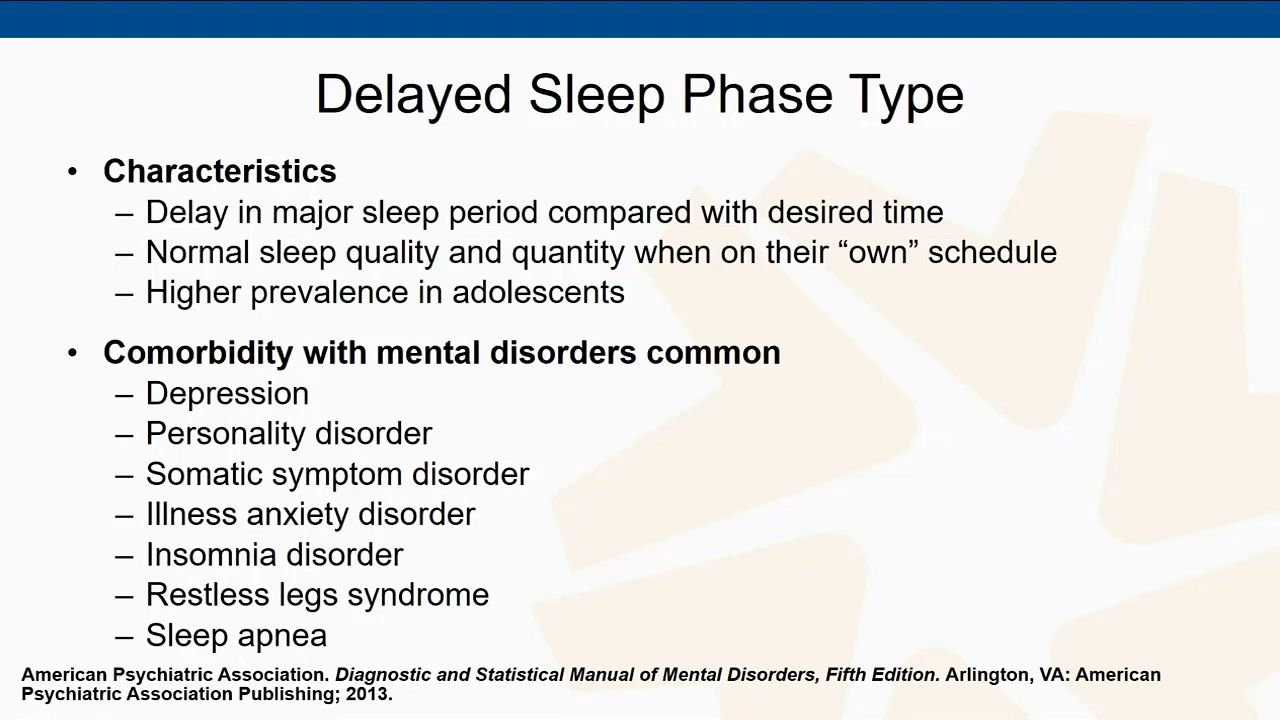 Delayed Sleep Phase Type
• Characteristics
– Delay in major sleep period compared with desired time
– Normal sleep quality and quantity when on their “own” schedule
– Higher prevalence in adolescents
• Comorbidity with mental disorders common
– Depression
– Personality disorder
– Somatic symptom disorder
– Illness anxiety disorder
– Insomnia disorder
– Restless legs syndrome
– Sleep apnea
American Psychiatric Association. Diagnostic and Statistical Manual of Mental Disorders, Fifth Edition. Arlington, VA: American
Psychiatric Association Publishing; 2013.